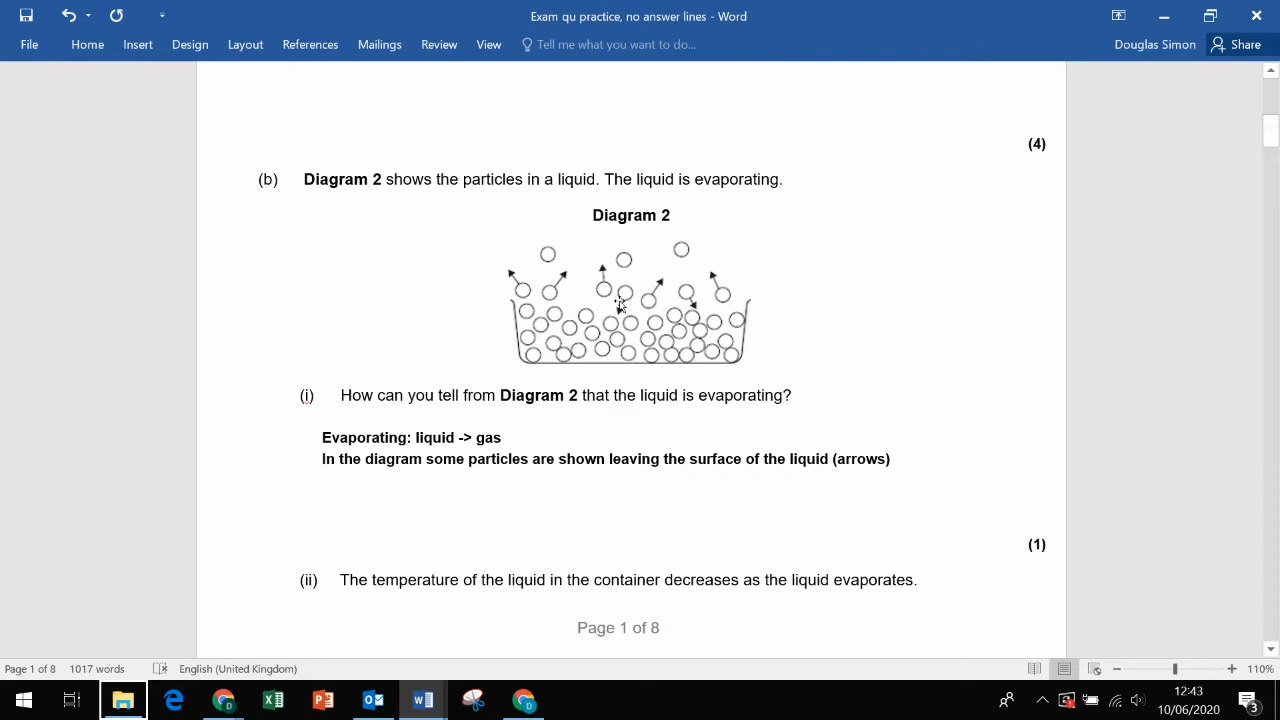 Exam qu practice, no answer lines - Word
File Home Insert Design Layout References Mailings Review View Tell me what you want to do... Douglas Simon Share
(4)
(b) Diagram 2 shows the particles in a liquid. The liquid is evaporating.
Diagram 2
(i) How can you tell from Diagram 2 that the liquid is evaporating?
Evaporating: liquid -> gas
In the diagram some particles are shown leaving the surface of the liquid (arrows)
(1)
(ii) The temperature of the liquid in the container decreases as the liquid evaporates.
Page 1 of 8
Page 1 of 8 1017 words English (United Kingdom) 110%
12:43
10/06/2020
3